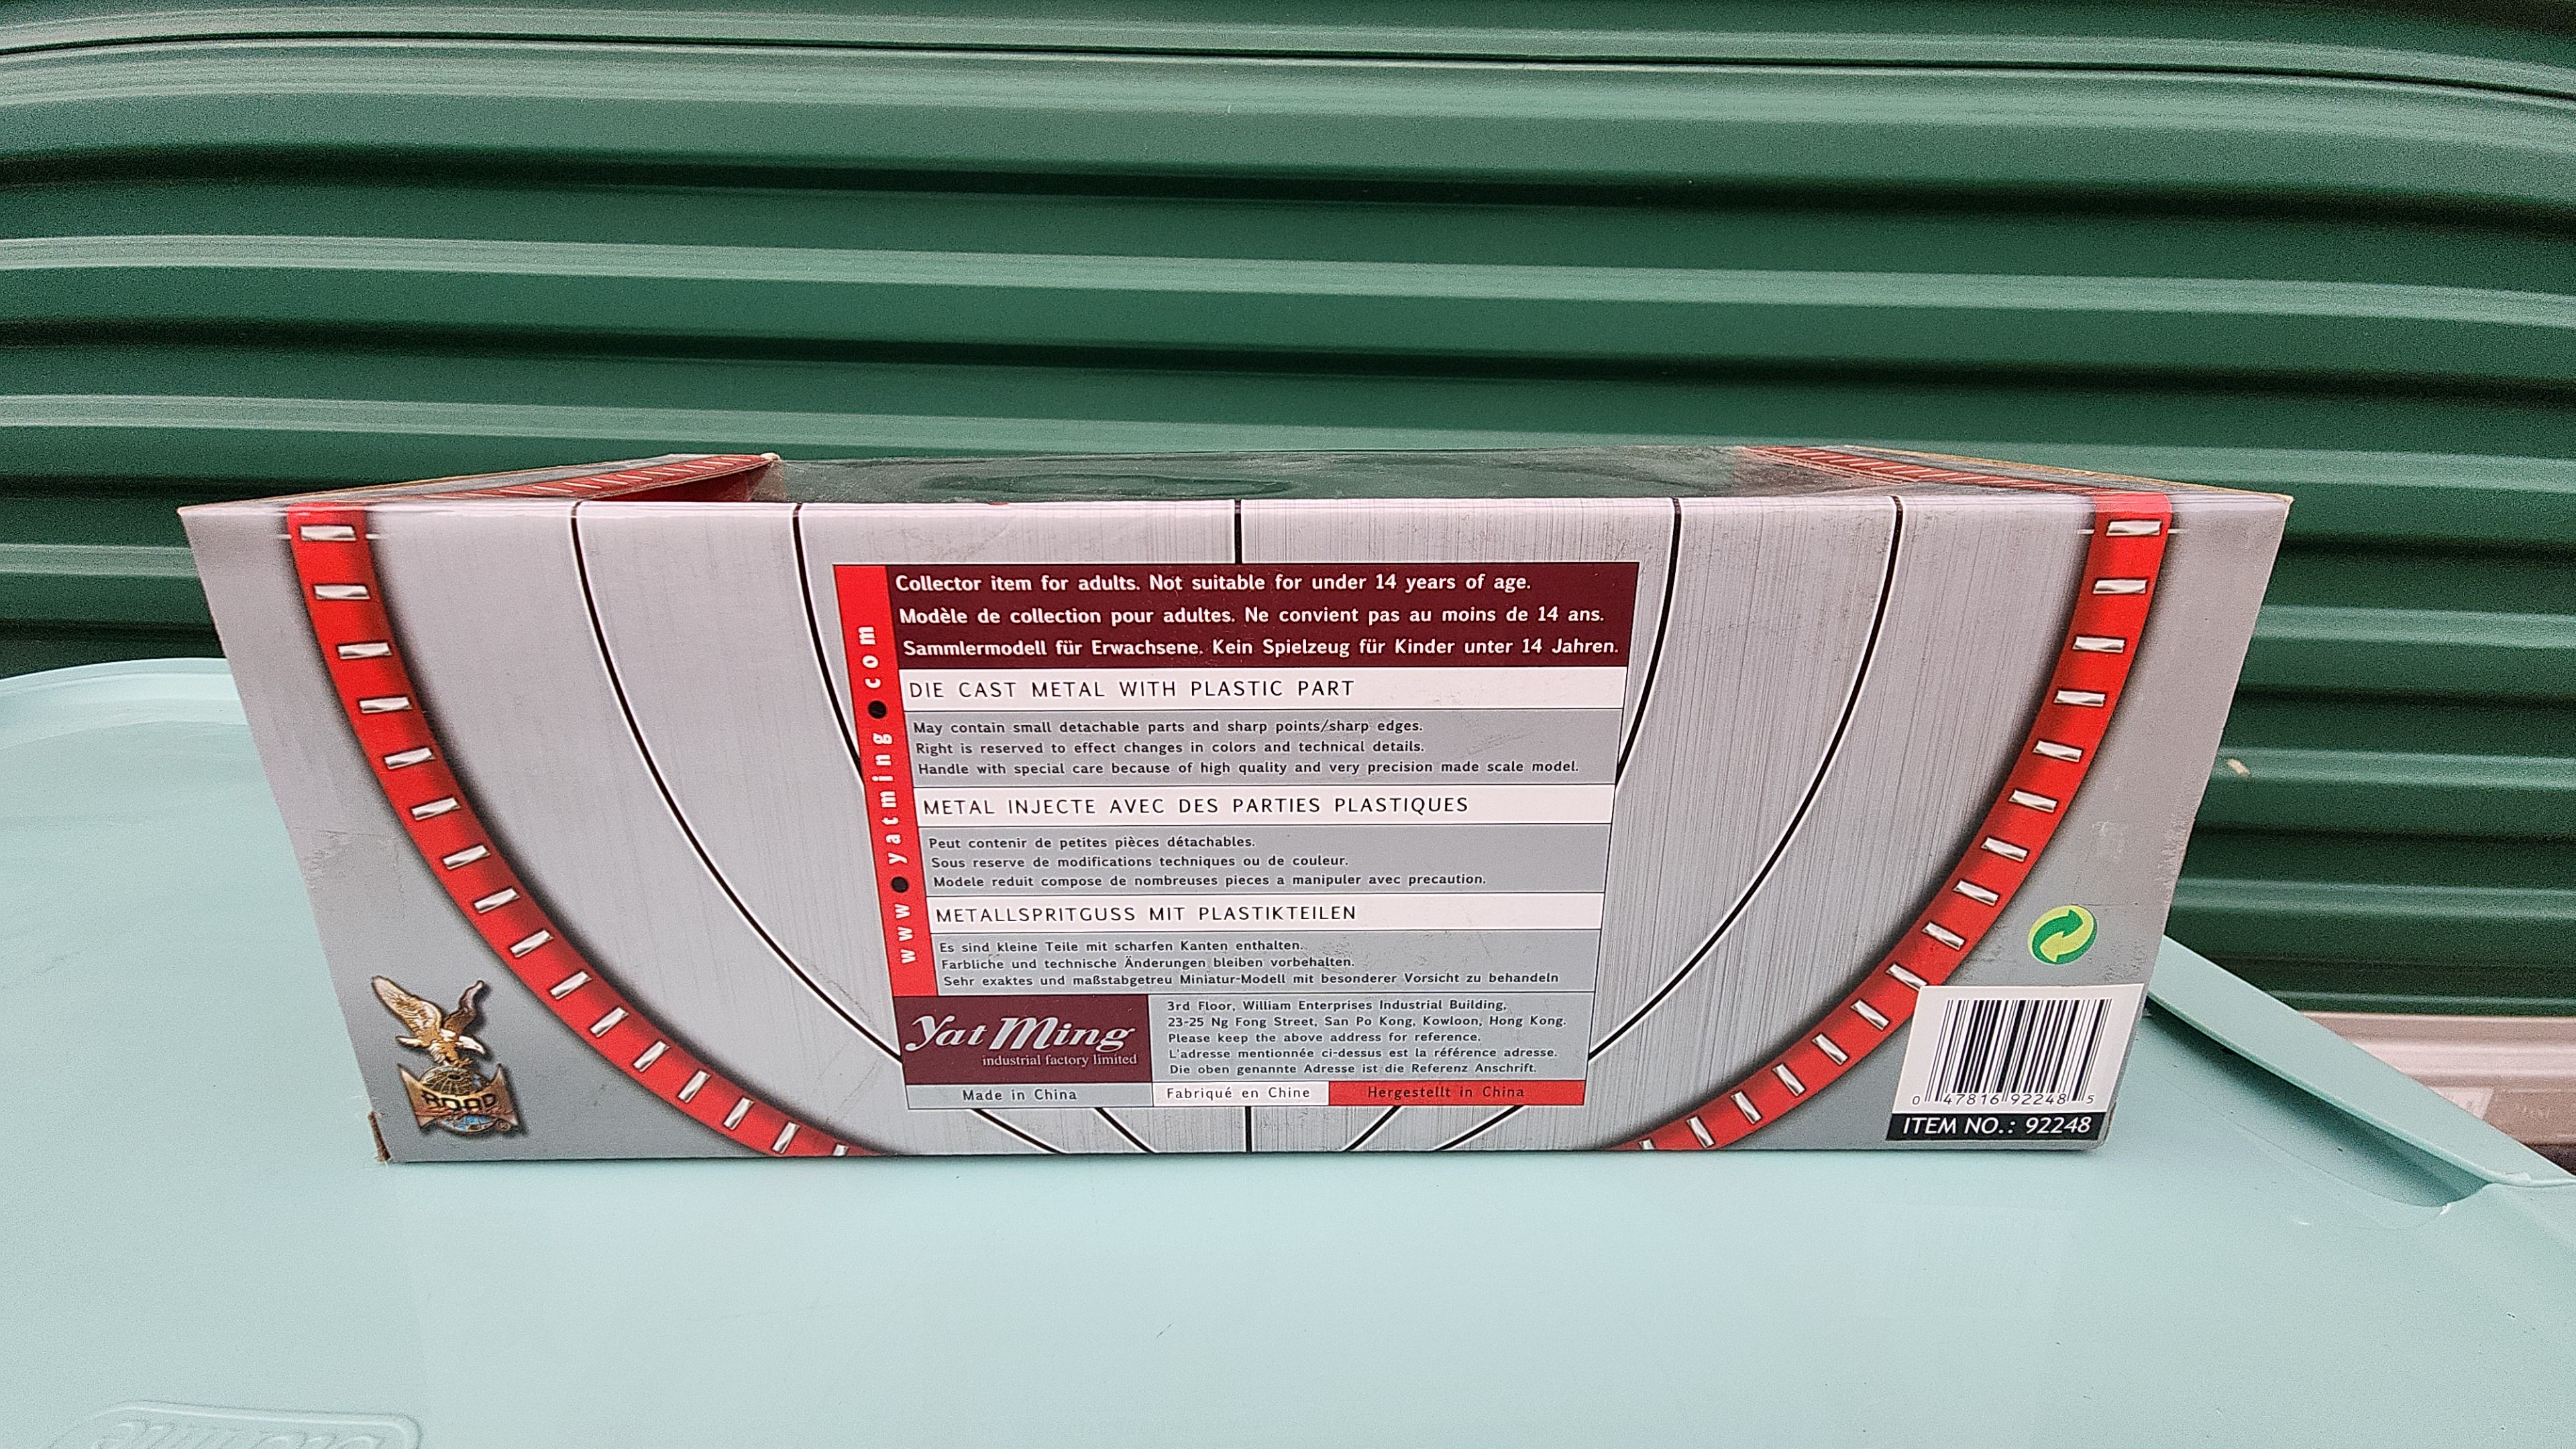 Collector item for adults. Not suitable for under 14 years of age.
Modèle de collection pour adultes. Ne convient pas au moins de 14 ans.
Sammlermodell für Erwachsene. Kein Spielzeug für Kinder unter 14 Jahren.
www.yatming.com
DIE CAST METAL WITH PLASTIC PART
May contain small detachable parts and sharp points/sharp edges.
Right is reserved to effect changes in colors and technical details.
Handle with special care because of high quality and very precision made scale model.
METAL INJECTE AVEC DES PARTIES PLASTIQUES
Peut contenir de petites pièces détachables.
Sous reserve de modifications techniques ou de couleur.
Modele reduit compose de nombreuses pieces a manipuler avec precaution.
METALLSPRITGUSS MIT PLASTIKTEILEN
Es sind kleine Teile mit scharfen Kanten enthalten.
Farbliche und technische Änderungen bleiben vorbehalten.
Sehr exaktes und maßstabgetreu Miniatur-Modell mit besonderer Vorsicht zu behandeln
Yat Ming
industrial factory limited
3rd Floor, William Enterprises Industrial Building,
23-25 Ng Fong Street, San Po Kong, Kowloon, Hong Kong.
Please keep the above address for reference.
L'adresse mentionnée ci-dessus est la référence adresse.
Die oben genannte Adresse ist die Referenz Anschrift.
Made in China
Fabriqué en Chine
Hergestellt in China
ROAD
0 47816 92248 5
ITEM NO.: 92248